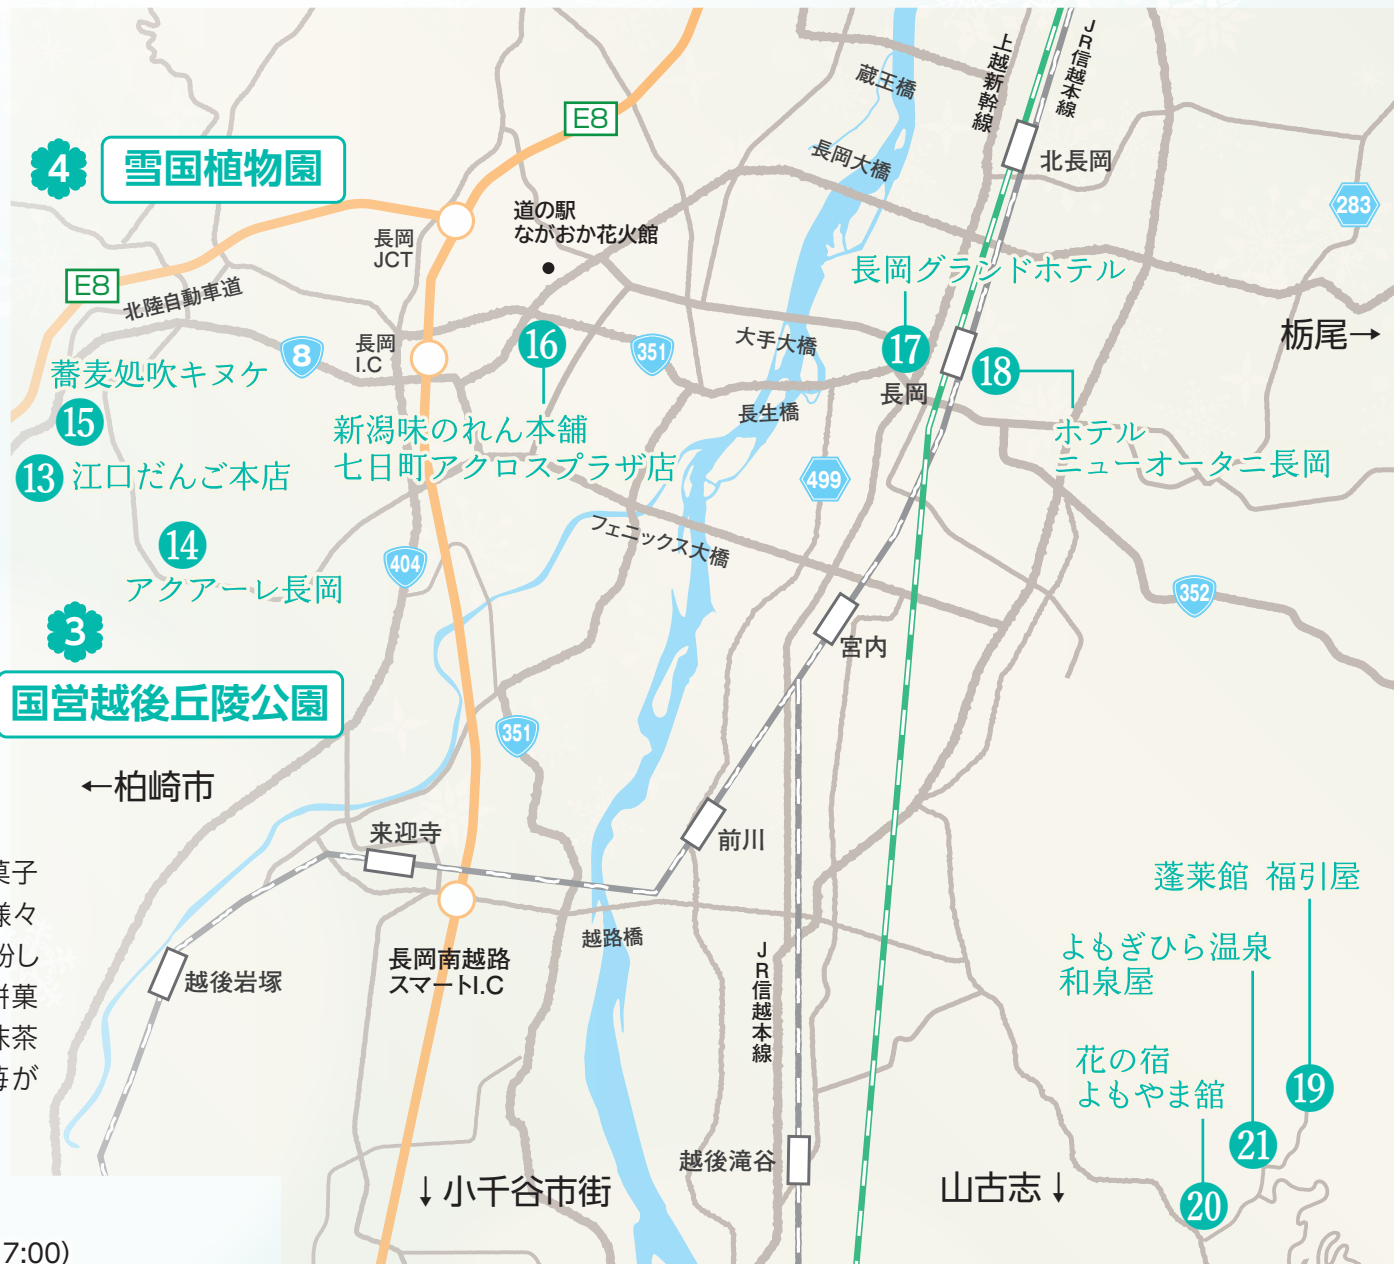 蔵王橋
上越新幹線
JR信越本線
E8
4
雪国植物園
長岡大橋
北長岡
283
道の駅
ながおか花火館
長岡
JCT
長岡グランドホテル
E8
北陸自動車道
8
長岡
I.C
16
351
大手大橋
17
18
栃尾→
蕎麦処吹キヌケ
15
長岡
長生橋
新潟味のれん本舗
七日町アクロスプラザ店
ホテル
ニューオータニ長岡
13
江口だんご本店
499
14
アクアーレ長岡
404
フェニックス大橋
352
3
国営越後丘陵公園
宮内
351
←柏崎市
来迎寺
前川
菓子
様々
粉し
餅菓
抹茶
苺が
蓬莱館 福引屋
よもぎひら温泉
和泉屋
越路橋
長岡南越路
スマートI.C
越後岩塚
JR信越本線
花の宿
よもやま舘
19
21
20
越後滝谷
↓小千谷市街
山古志↓
7:00)